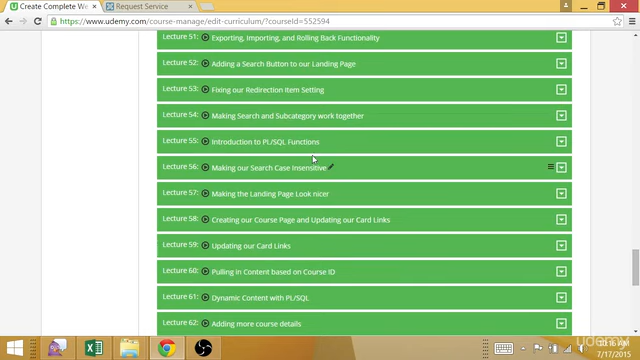 Create Complete We
Request Service
https://www.udemy.com/course-manage/edit-curriculum/?courseId=552594
Lecture 51: Exporting, Importing, and Rolling Back Functionality
Lecture 52: Adding a Search Button to our Landing Page
Lecture 53: Fixing our Redirection Item Setting
Lecture 54: Making Search and Subcategory work together
Lecture 55: Introduction to PL/SQL Functions
Lecture 56: Making our Search Case Insensitive
Lecture 57: Making the Landing Page Look nicer
Lecture 58: Creating our Course Page and Updating our Card Links
Lecture 59: Updating our Card Links
Lecture 60: Pulling in Content based on Course ID
Lecture 61: Dynamic Content with PL/SQL
Lecture 62: Adding more course details
udemy
10:16 AM
7/17/2015